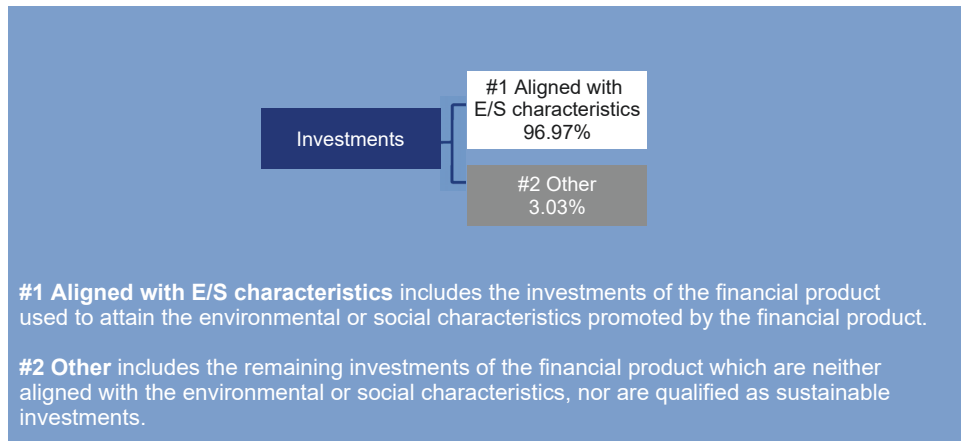 Investments
#1 Aligned with
E/S characteristics
96.97%
#2 Other
3.03%
#1 Aligned with E/S characteristics includes the investments of the financial product
used to attain the environmental or social characteristics promoted by the financial product.
#2 Other includes the remaining investments of the financial product which are neither
aligned with the environmental or social characteristics, nor are qualified as sustainable
investments.